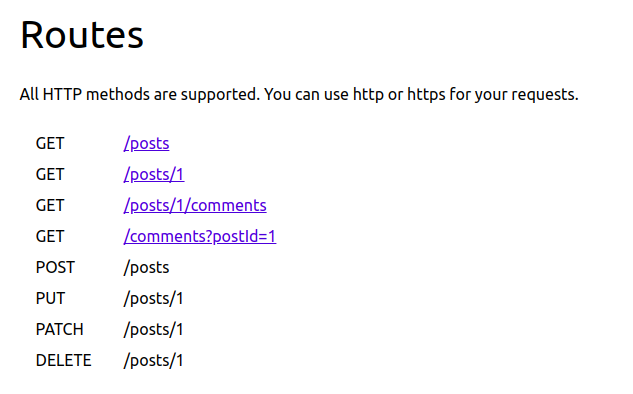 Routes
All HTTP methods are supported. You can use http or https for your requests.
GET /posts
GET /posts/1
GET /posts/1/comments
GET /comments?postId=1
POST /posts
PUT /posts/1
PATCH /posts/1
DELETE /posts/1